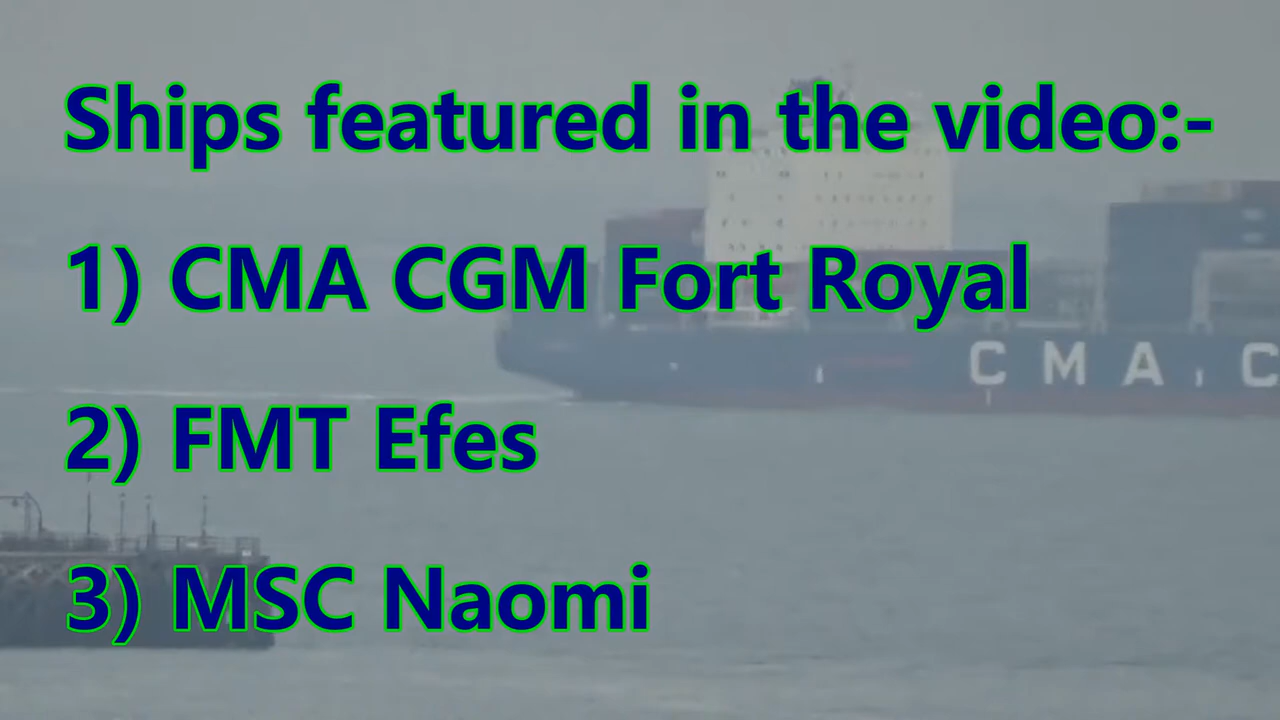 Ships featured in the video:-
1) CMA CGM Fort Royal
CMA C
2) FMT Efes
3) MSC Naomi